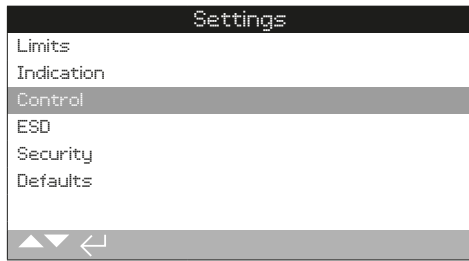 Settings
Limits
Indication
Control
ESD
Security
Defaults